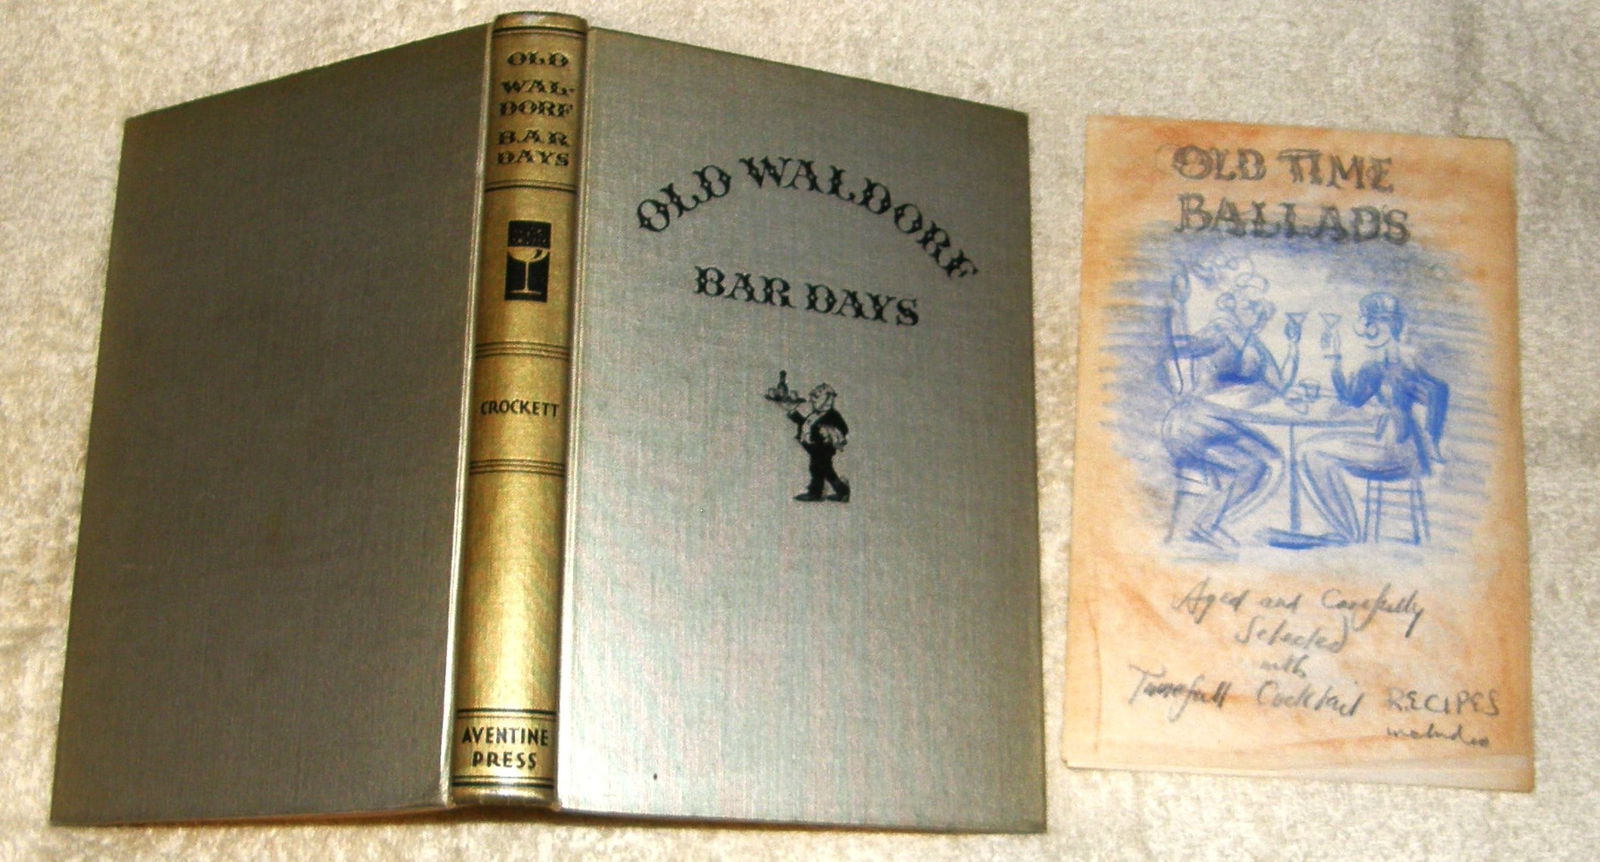 OLD
WAL-
DORF
BAR
DAYS
CROCKETT
AVENTINE
PRESS
OLD WALDORF
BAR DAYS
OLD TIME
BALLADS
Aged and Carefully
Selected
with
Tunefull Cocktail RECIPES